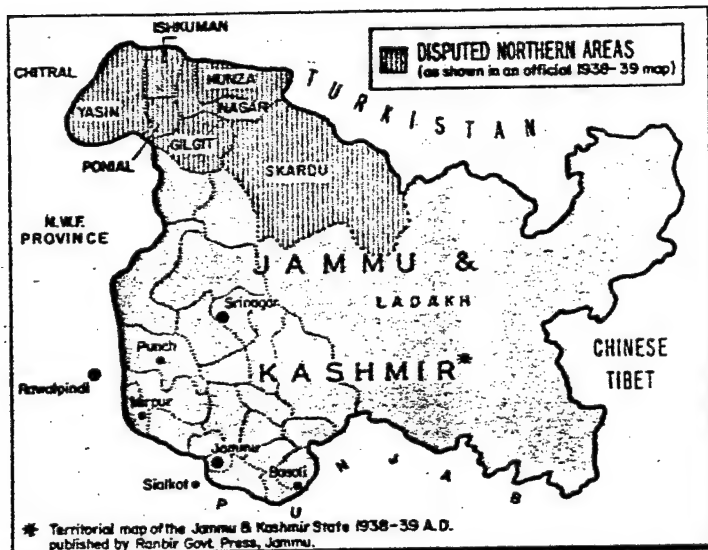 ISHKUMAN
DISPUTED NORTHERN AREAS
(as shown in an official 1938-39 map)
CHITRAL
HUNZA
TURKISTAN
YASIN
NAGAR
GILGIT
PONIAL
SKARDU
N.W.F.
PROVINCE
JAMMU &
LADAKH
Srinagar
CHINESE
TIBET
Punch
KASHMIR*
Rawalpindi
Mirpur
Jammu
Basoli
Sialkot
PUNJAB
* Territorial map of the Jammu & Kashmir State 1938-39 A.D.
published by Ranbir Govt. Press, Jammu.